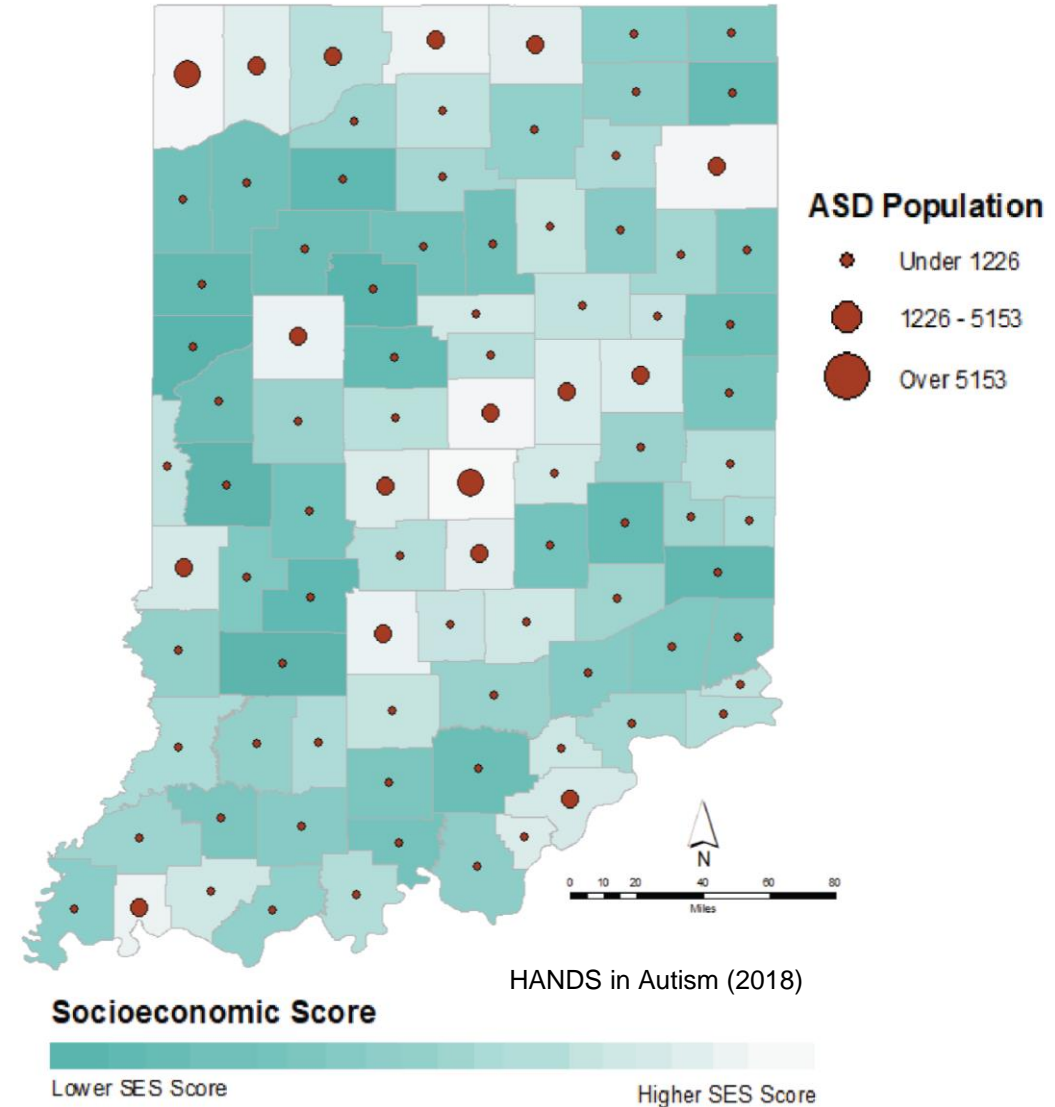 ASD Population
Under 1226
1226 - 5153
Over 5153
N
0 10 20 40 60 80
Miles
HANDS in Autism (2018)
Socioeconomic Score
Lower SES Score
Higher SES Score